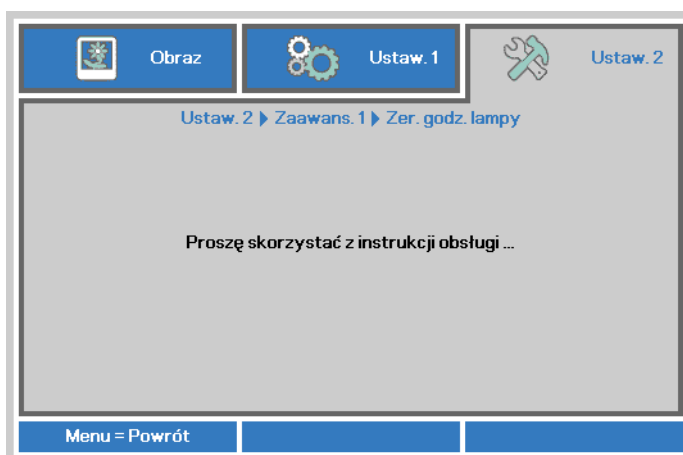 Obraz
Ustaw. 1
Ustaw. 2
Ustaw. 2 Zaawans. 1 Zer. godz. lampy
Proszę skorzystać z instrukcji obsługi ...
Menu = Powrót